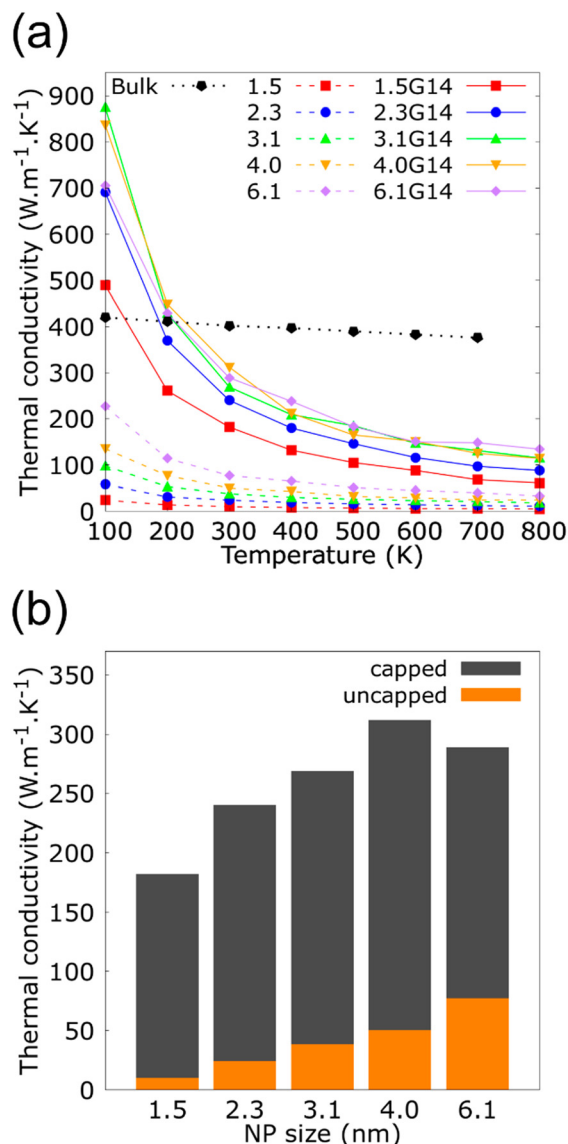 (a)
Thermal conductivity (W.m⁻¹.K⁻¹)
Bulk 1.5 1.5G14
2.3 2.3G14
3.1 3.1G14
4.0 4.0G14
6.1 6.1G14
900
800
700
600
500
400
300
200
100
0
100 200 300 400 500 600 700 800
Temperature (K)
(b)
Thermal conductivity (W.m⁻¹.K⁻¹)
capped
uncapped
350
300
250
200
150
100
50
0
1.5 2.3 3.1 4.0 6.1
NP size (nm)